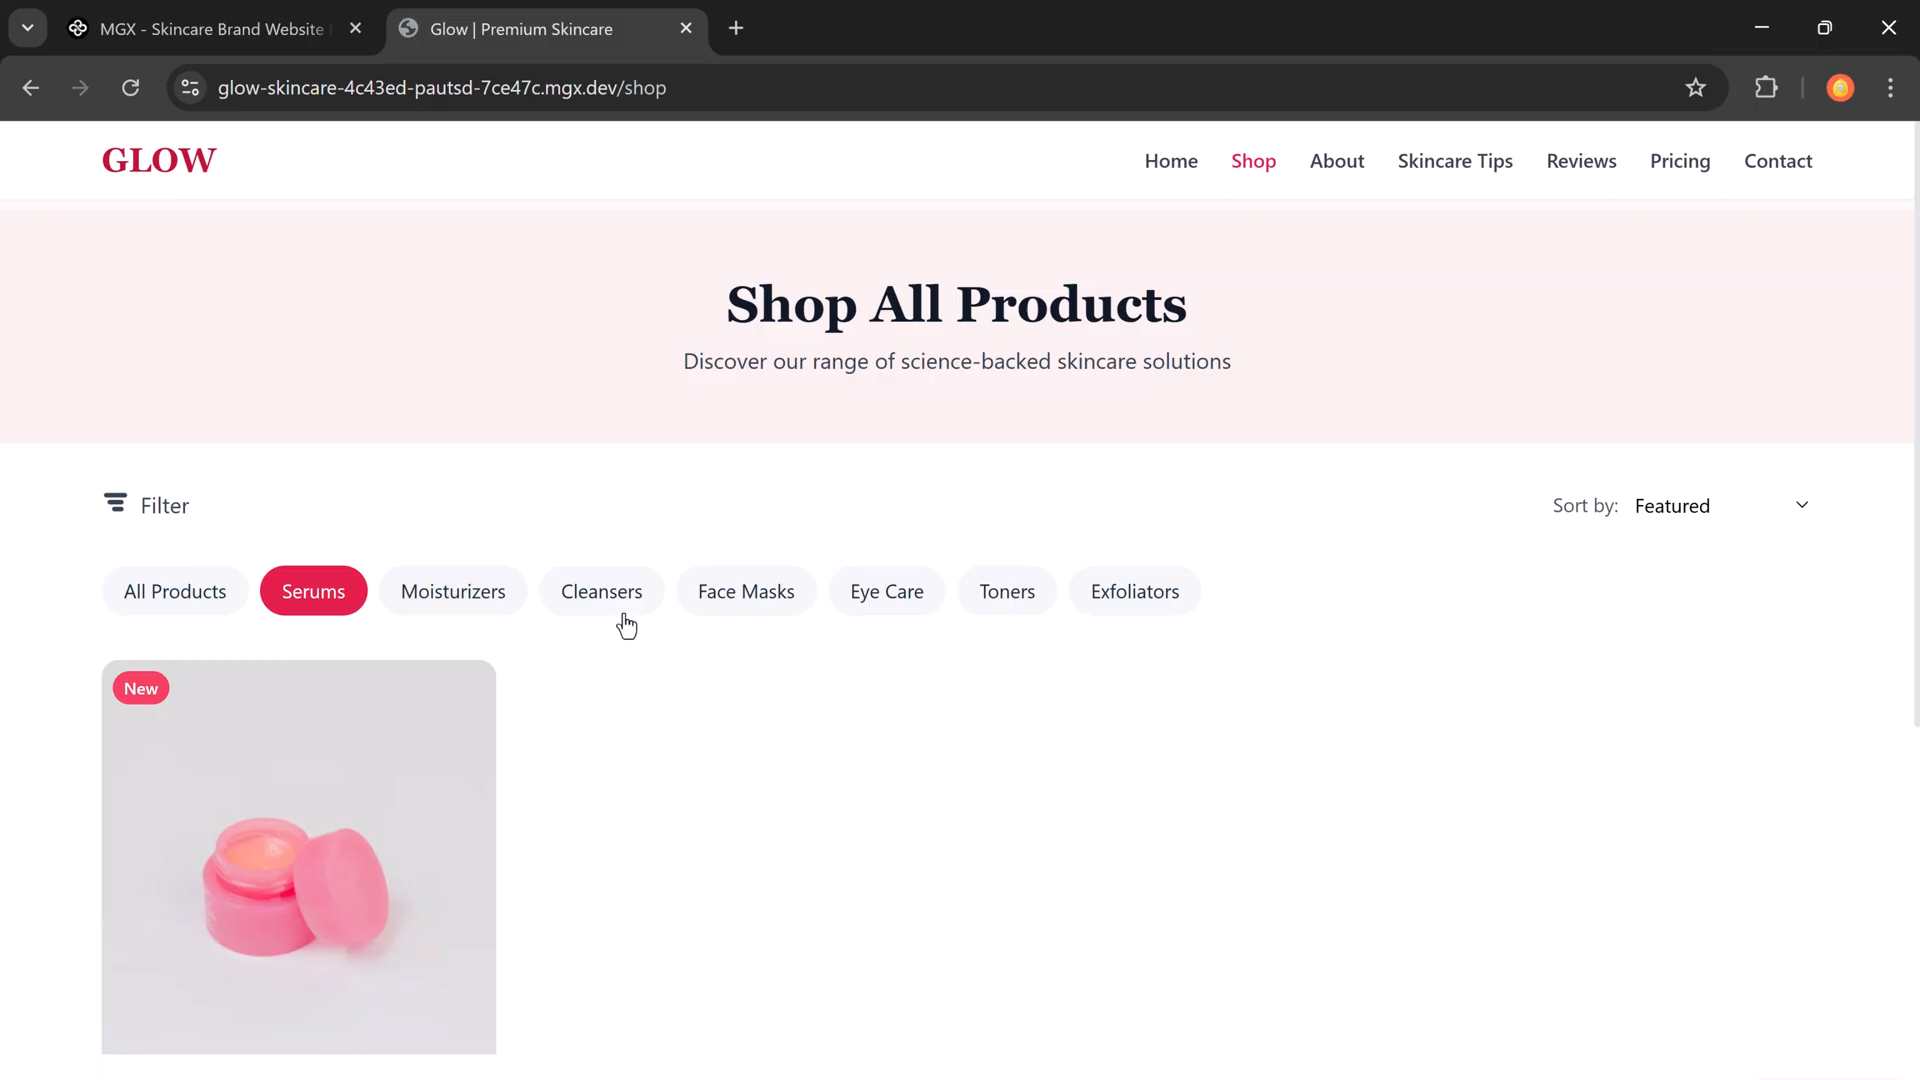 MGX - Skincare Brand Website
Glow | Premium Skincare
glow-skincare-4c43ed-pautsd-7ce47c.mgx.dev/shop
GLOW
Home
Shop
About
Skincare Tips
Reviews
Pricing
Contact
Shop All Products
Discover our range of science-backed skincare solutions
Filter
Sort by: Featured
All Products
Serums
Moisturizers
Cleansers
Face Masks
Eye Care
Toners
Exfoliators
New